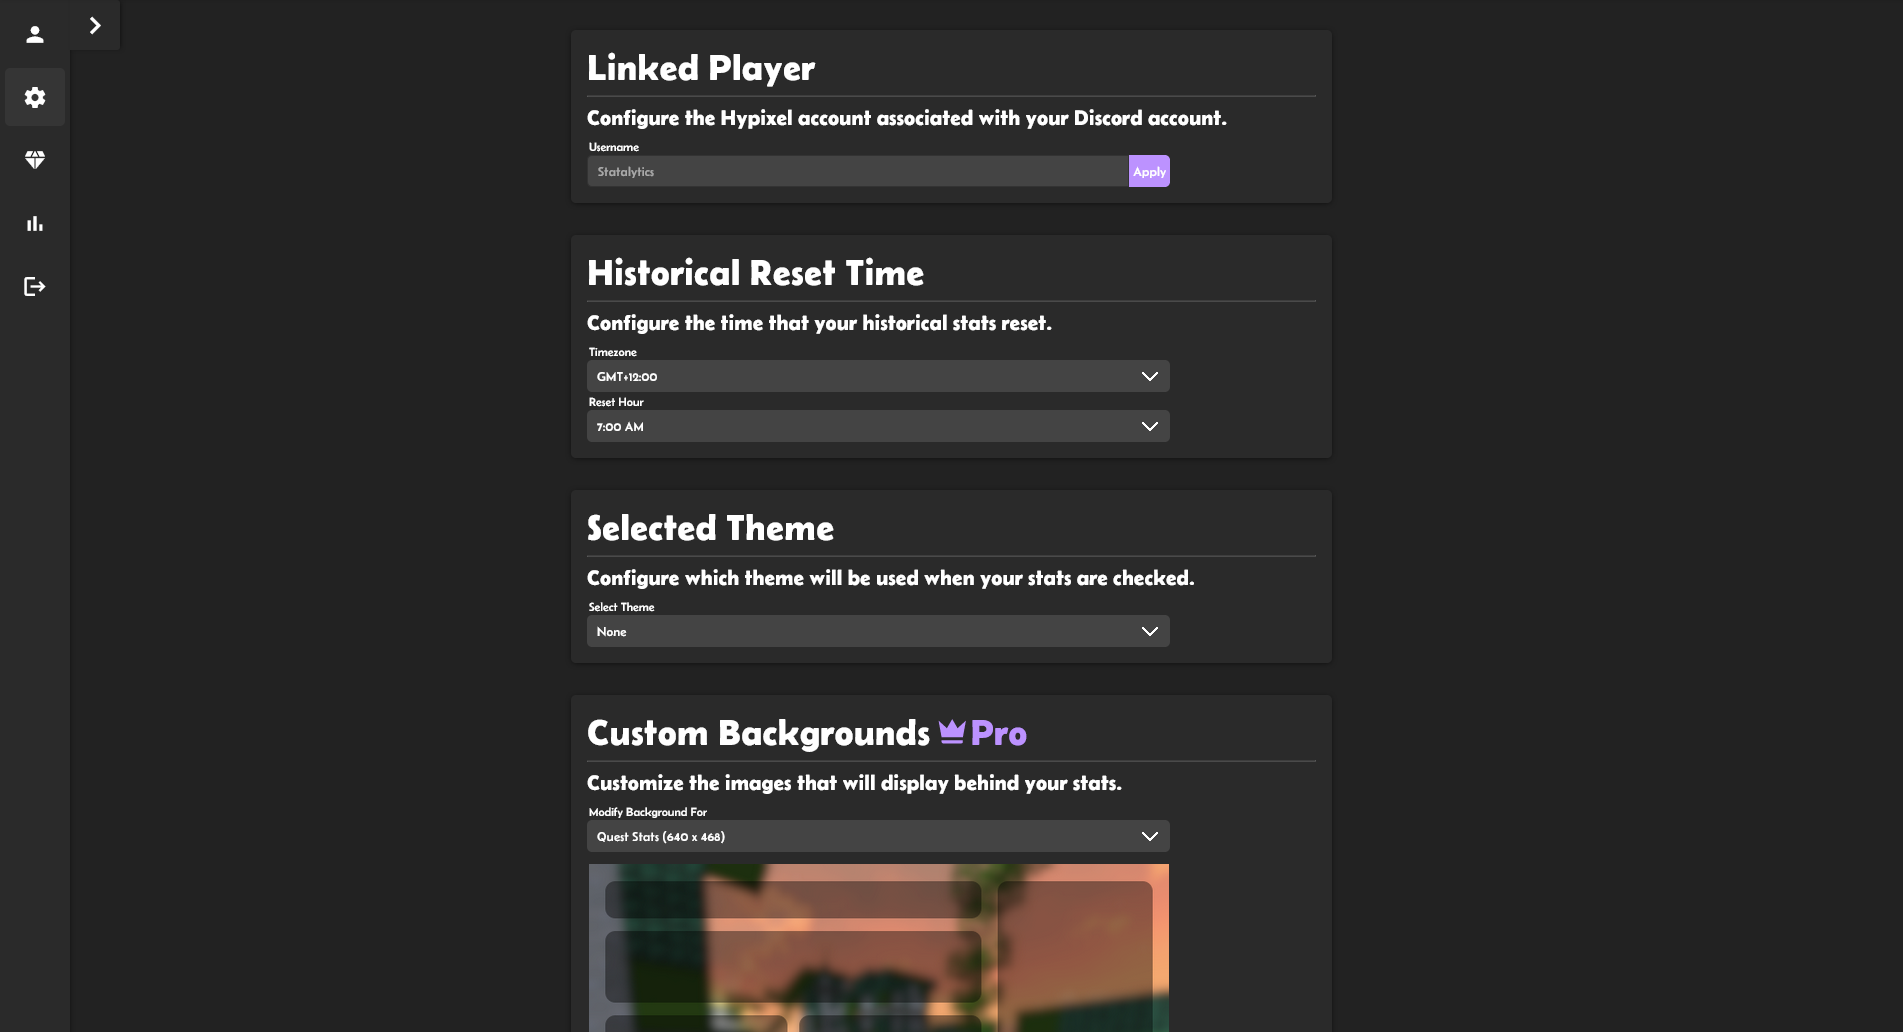 Linked Player
Configure the Hypixel account associated with your Discord account.
Username
Statalytics
Apply
Historical Reset Time
Configure the time that your historical stats reset.
Timezone
GMT+12:00
Reset Hour
7:00 AM
Selected Theme
Configure which theme will be used when your stats are checked.
Select Theme
None
Custom Backgrounds Pro
Customize the images that will display behind your stats.
Modify Background For
Quest Stats (640 x 468)